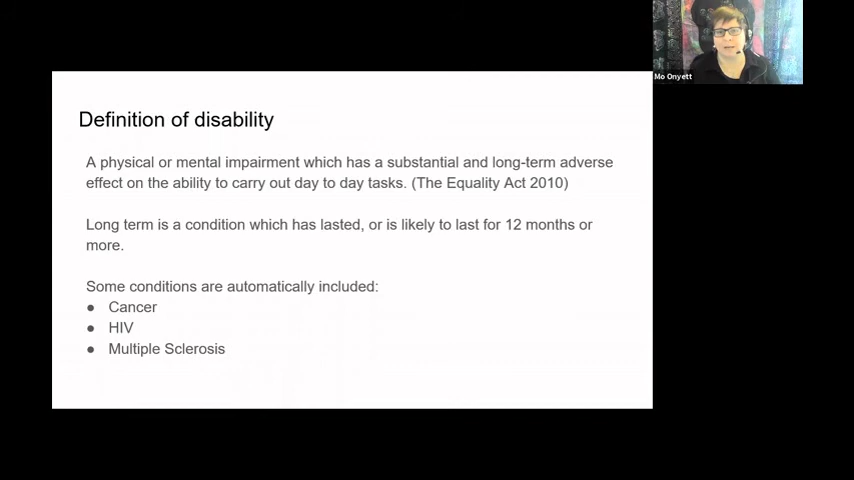 Mo Onyett
Definition of disability
A physical or mental impairment which has a substantial and long-term adverse
effect on the ability to carry out day to day tasks. (The Equality Act 2010)
Long term is a condition which has lasted, or is likely to last for 12 months or
more.
Some conditions are automatically included:
● Cancer
● HIV
● Multiple Sclerosis